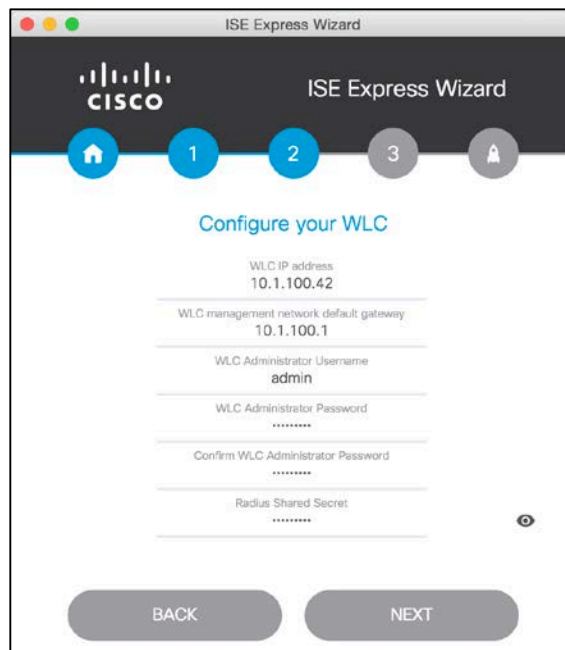 ISE Express Wizard
CISCO
ISE Express Wizard
1
2
3
Configure your WLC
WLC IP address
10.1.100.42
WLC management network default gateway
10.1.100.1
WLC Administrator Username
admin
WLC Administrator Password
•••••••••
Confirm WLC Administrator Password
•••••••••
Radius Shared Secret
•••••••••
BACK
NEXT